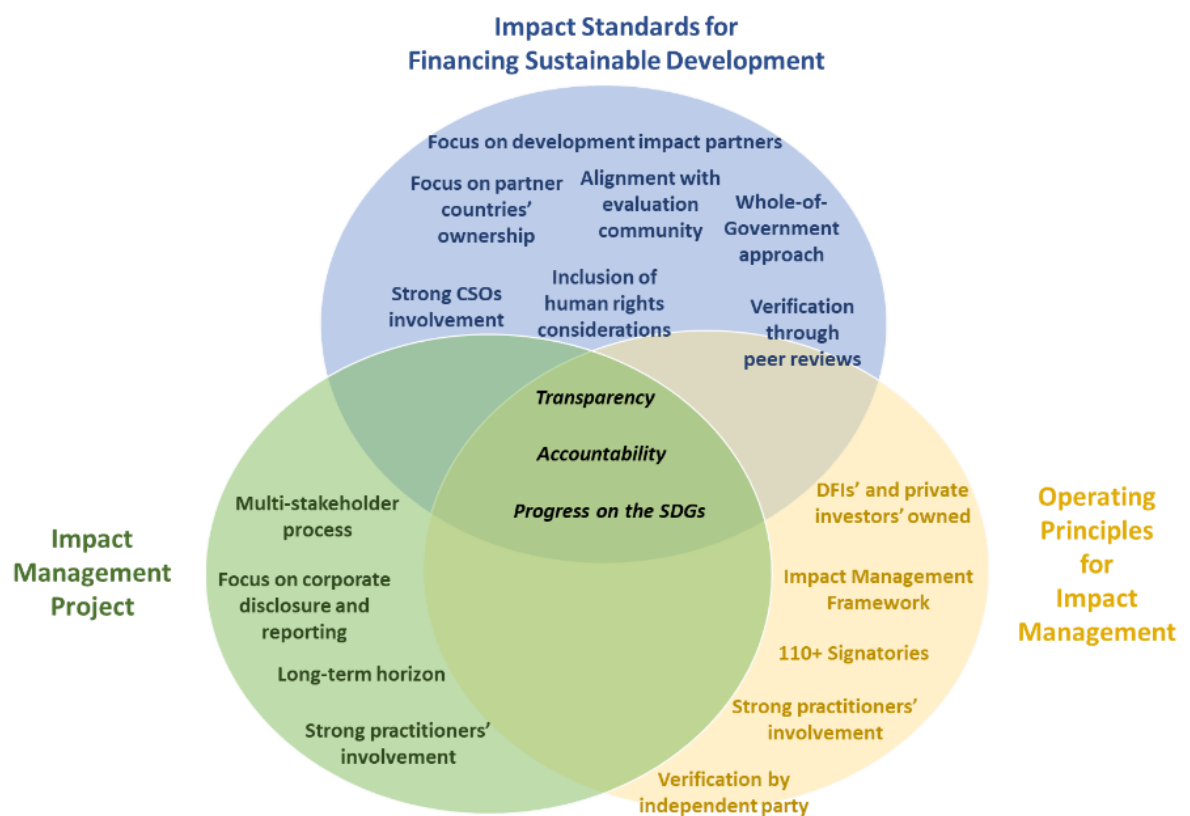 Impact Standards for
Financing Sustainable Development
Focus on development impact partners
Focus on partner
countries'
ownership
Alignment with
evaluation
community
Whole-of-
Government
approach
Strong CSOs
involvement
Inclusion of
human rights
considerations
Verification
through
peer reviews
Transparency
Accountability
Progress on the SDGs
Impact
Management
Project
Multi-stakeholder
process
Focus on corporate
disclosure and
reporting
Long-term horizon
Strong practitioners'
involvement
DFIs' and private
investors' owned
Impact Management
Framework
110+ Signatories
Strong practitioners'
involvement
Verification by
independent party
Operating
Principles
for
Impact
Management